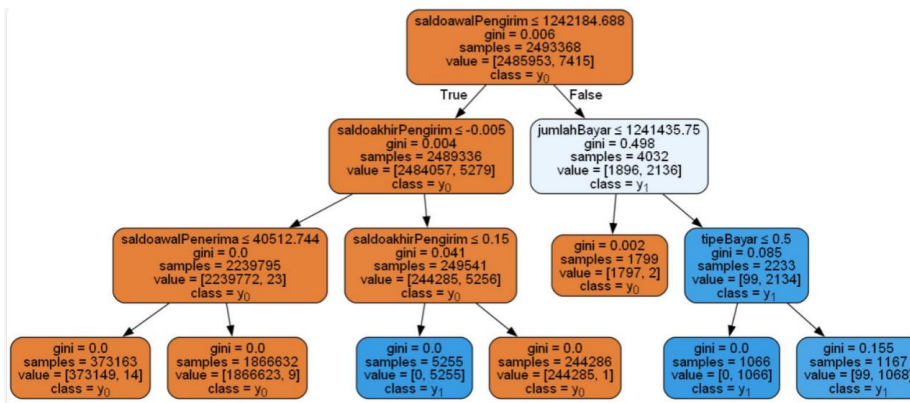 saldoawalPengirim ≤ 1242184.688
gini = 0.006
samples = 2493368
value = [2485953, 7415]
class = y₀
True
False
saldoakhirPengirim ≤ -0.005
gini = 0.004
samples = 2489336
value = [2484057, 5279]
class = y₀
jumlahBayar ≤ 1241435.75
gini = 0.498
samples = 4032
value = [1896, 2136]
class = y₁
saldoawalPenerima ≤ 40512.744
gini = 0.0
samples = 2239795
value = [2239772, 23]
class = y₀
saldoakhirPengirim ≤ 0.15
gini = 0.041
samples = 249541
value = [244285, 5256]
class = y₀
gini = 0.002
samples = 1799
value = [1797, 2]
class = y₀
tipeBayar ≤ 0.5
gini = 0.085
samples = 2233
value = [99, 2134]
class = y₁
gini = 0.0
samples = 373163
value = [373149, 14]
class = y₀
gini = 0.0
samples = 1866632
value = [1866623, 9]
class = y₀
gini = 0.0
samples = 5255
value = [0, 5255]
class = y₁
gini = 0.0
samples = 244286
value = [244285, 1]
class = y₀
gini = 0.0
samples = 1066
value = [0, 1066]
class = y₁
gini = 0.155
samples = 1167
value = [99, 1068]
class = y₁